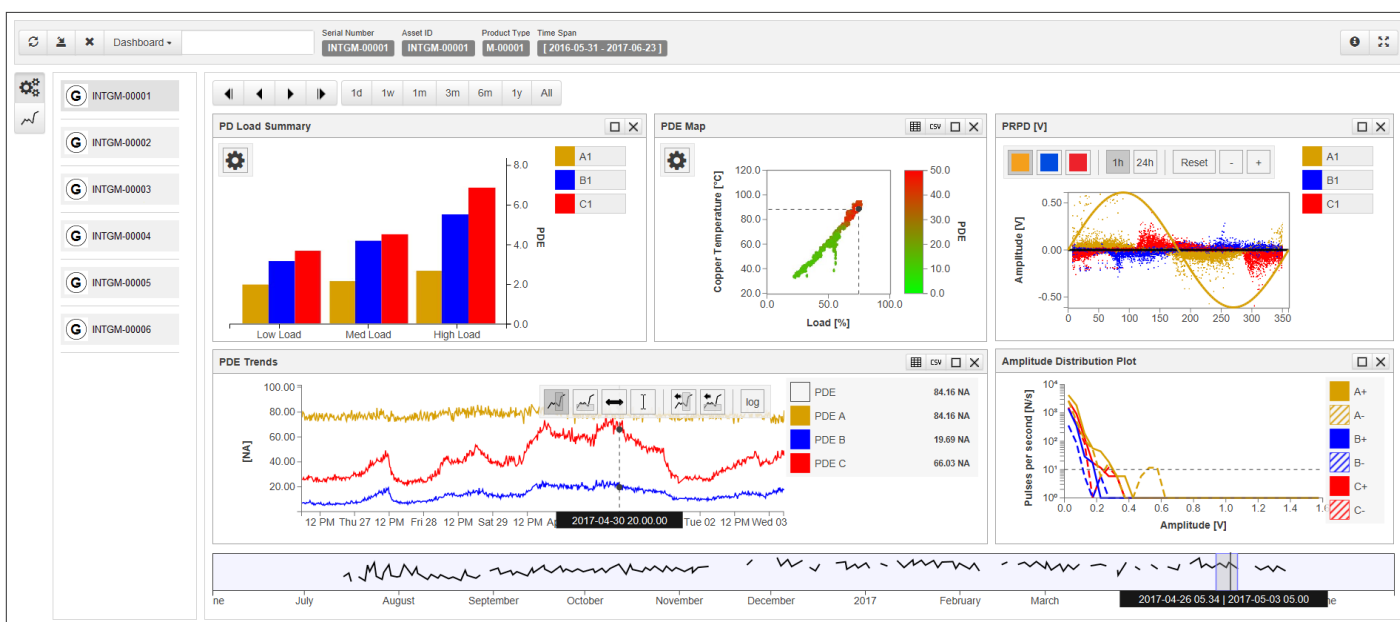 Dashboard
Serial Number Asset ID Product Type Time Span
INTGM-00001 INTGM-00001 M-00001 [ 2016-05-31 - 2017-06-23 ]
INTGM-00001
INTGM-00002
INTGM-00003
INTGM-00004
INTGM-00005
INTGM-00006
1d 1w 1m 3m 6m 1y All
PD Load Summary
A1
B1
C1
8.0
6.0
4.0
2.0
0.0
PDE
Low Load Med Load High Load
PDE Map
CSV
120.0
100.0
80.0
60.0
40.0
20.0
Copper Temperature [°C]
0.0 50.0 100.0
Load [%]
50.0
40.0
30.0
20.0
10.0
0.0
PDE
PRPD [V]
1h 24h Reset - +
A1
B1
C1
0.50
0.00
-0.50
Amplitude [V]
0 50 100 150 200 250 300 350
PDE Trends
CSV
100.00
80.00
60.00
40.00
20.00
[NA]
log
PDE 84.16 NA
PDE A 84.16 NA
PDE B 19.69 NA
PDE C 66.03 NA
12 PM Thu 27 12 PM Fri 28 12 PM Sat 29 12 PM 2017-04-30 20.00.00 Tue 02 12 PM Wed 03
Amplitude Distribution Plot
10⁴
10³
10²
10¹
10⁰
Pulses per second [N/s]
0.0 0.2 0.4 0.6 0.8 1.0 1.2 1.4
Amplitude [V]
A+
A-
B+
B-
C+
C-
July August September October November December 2017 February March 2017-04-26 05.34 | 2017-05-03 05.00